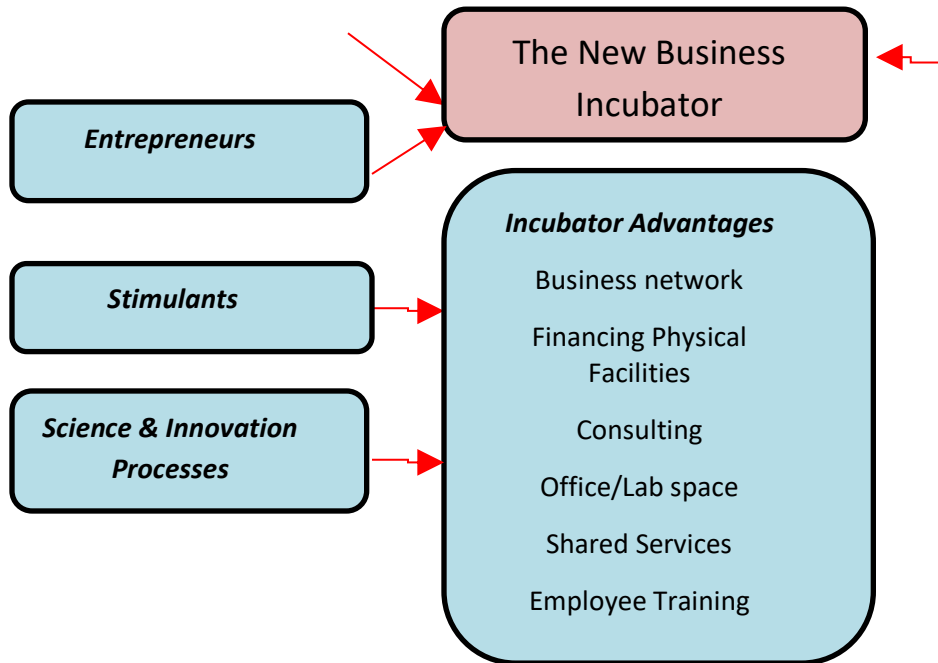 The New Business
Incubator
Entrepreneurs
Stimulants
Science & Innovation
Processes
Incubator Advantages
Business network
Financing Physical
Facilities
Consulting
Office/Lab space
Shared Services
Employee Training